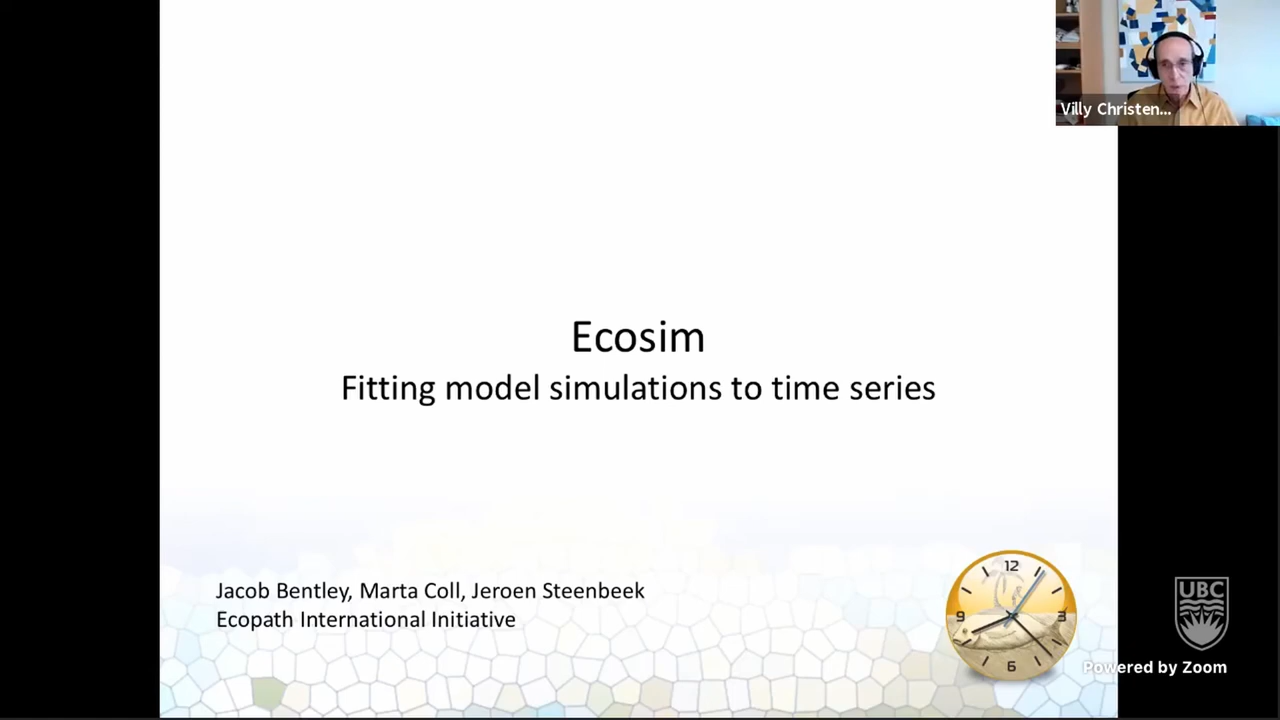 Villy Christen...
Ecosim
Fitting model simulations to time series
Jacob Bentley, Marta Coll, Jeroen Steenbeek
Ecopath International Initiative
12
9
3
6
UBC
Powered by Zoom